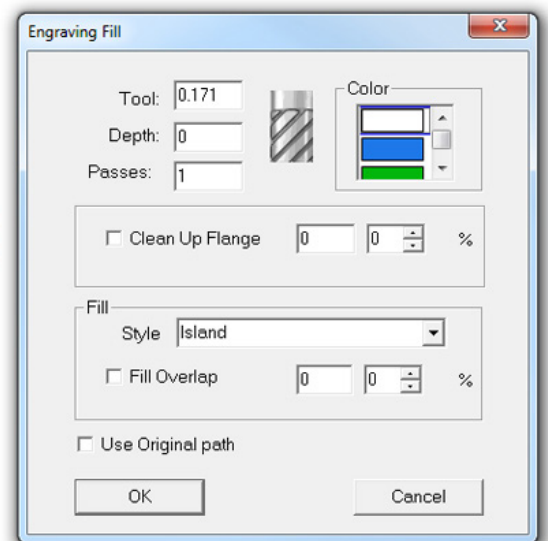 Engraving Fill
Tool: 0.171
Color
Depth: 0
Passes: 1
Clean Up Flange 0 0 %
Fill
Style Island
Fill Overlap 0 0 %
Use Original path
OK Cancel